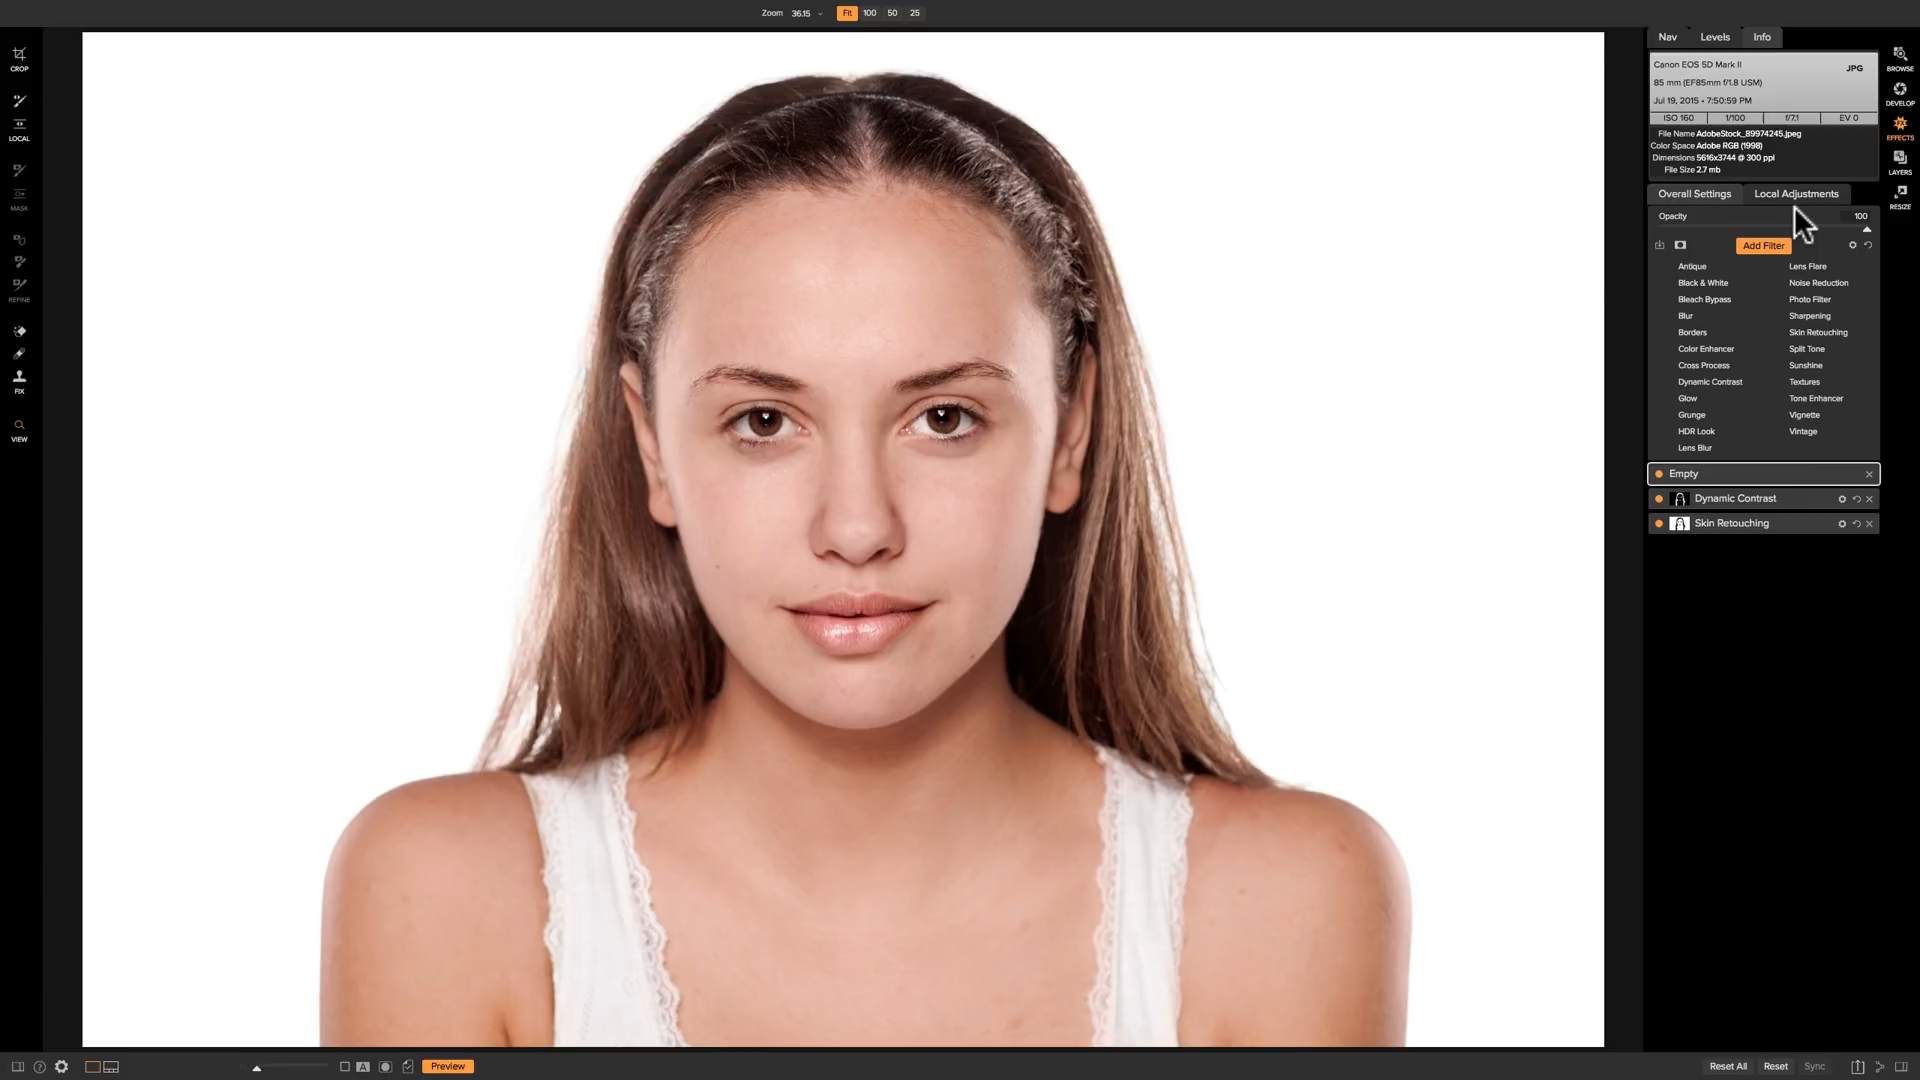 Zoom 36.15 Fit 100 50 25
CROP
LOCAL
MASK
REFINE
FIX
VIEW
Nav Levels Info
Canon EOS 5D Mark II JPG
85 mm (EF85mm f/1.8 USM)
Jul 19, 2015 • 7:50:59 PM
ISO 160 1/100 f/7.1 EV 0
File Name AdobeStock_89974245.jpeg
Color Space Adobe RGB (1998)
Dimensions 5616x3744 @ 300 ppi
File Size 2.7 mb
BROWSE
DEVELOP
EFFECTS
LAYERS
RESIZE
Overall Settings Local Adjustments
Opacity 100
Add Filter
Antique Lens Flare
Black & White Noise Reduction
Bleach Bypass Photo Filter
Blur Sharpening
Borders Skin Retouching
Color Enhancer Split Tone
Cross Process Sunshine
Dynamic Contrast Textures
Glow Tone Enhancer
Grunge Vignette
HDR Look Vintage
Lens Blur
Empty
Dynamic Contrast
Skin Retouching
A Preview
Reset All Reset Sync